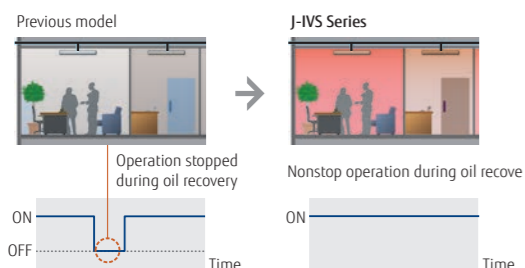 Previous model
J-IVS Series
Operation stopped
during oil recovery
Nonstop operation during oil recove
ON
OFF
Time
ON
Time